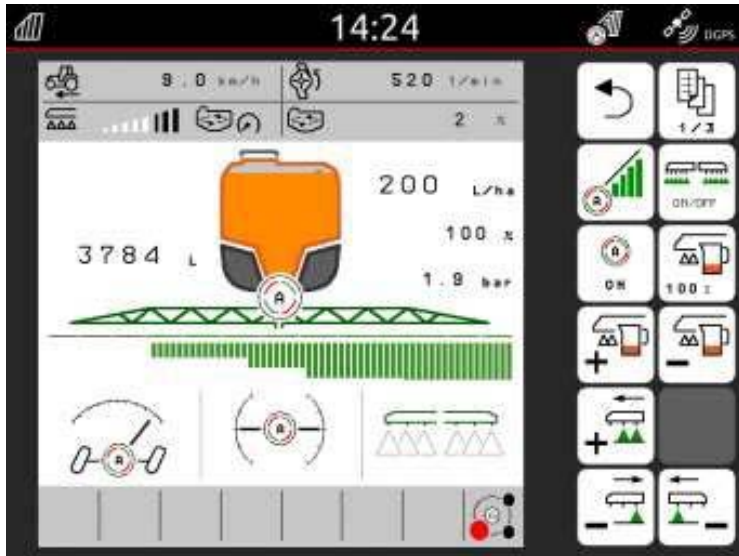 14:24
DGPS
9.0 km/h
520 1/min
2 %
1/3
200 L/ha
ON/OFF
3784 L
100 %
1.9 bar
A
A
A
ON
100 %
A
A
A
+
-
+
-
-